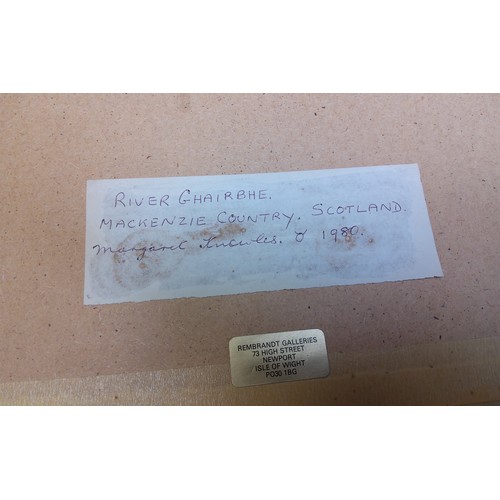 RIVER GHAIRBHE.
MACKENZIE COUNTRY. SCOTLAND.
Margaret 1980.
REMBRANDT GALLERIES
73 HIGH STREET
NEWPORT
ISLE OF WIGHT
PO30 1BG